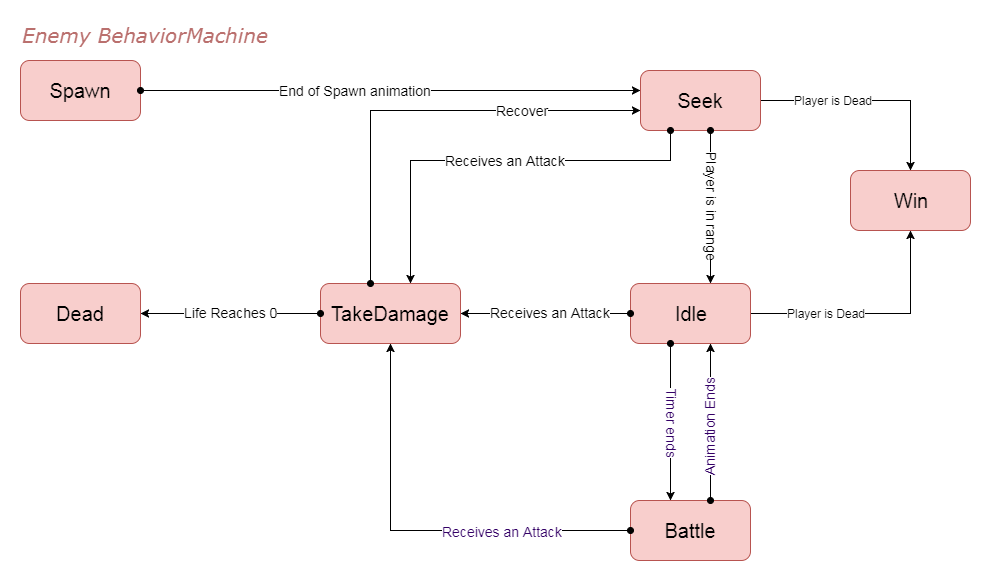 Enemy BehaviorMachine
Spawn
End of Spawn animation
Seek
Player is Dead
Recover
Receives an Attack
Player is in range
Win
Dead
Life Reaches 0
TakeDamage
Receives an Attack
Idle
Player is Dead
Timer ends
Animation Ends
Receives an Attack
Battle